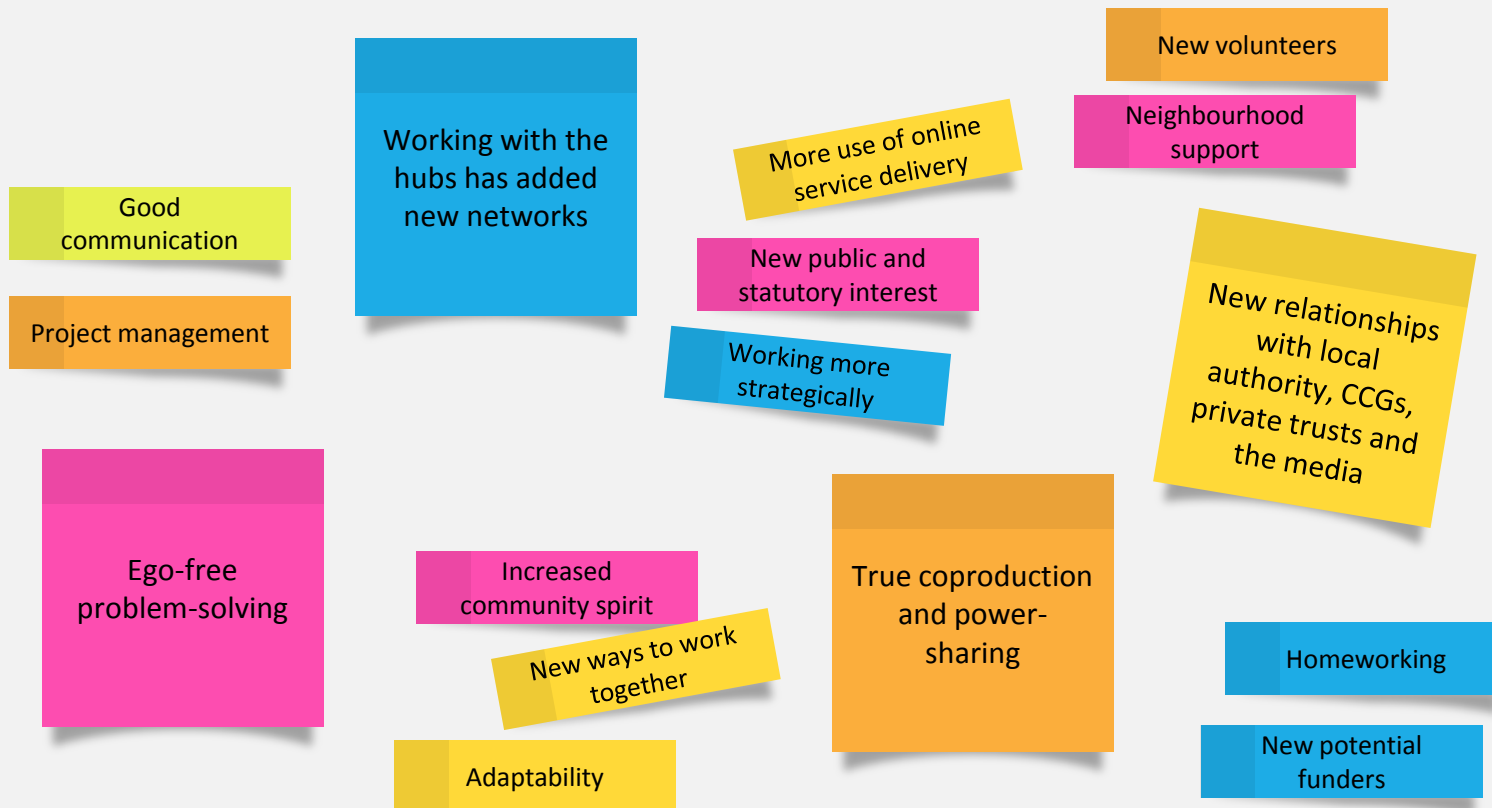 New volunteers
Neighbourhood
support
Working with the
hubs has added
new networks
More use of online
service delivery
Good
communication
New public and
statutory interest
Project management
Working more
strategically
New relationships
with local
authority, CCGs,
private trusts and
the media
Ego-free
problem-solving
Increased
community spirit
New ways to work
together
Adaptability
True coproduction
and power-
sharing
Homeworking
New potential
funders